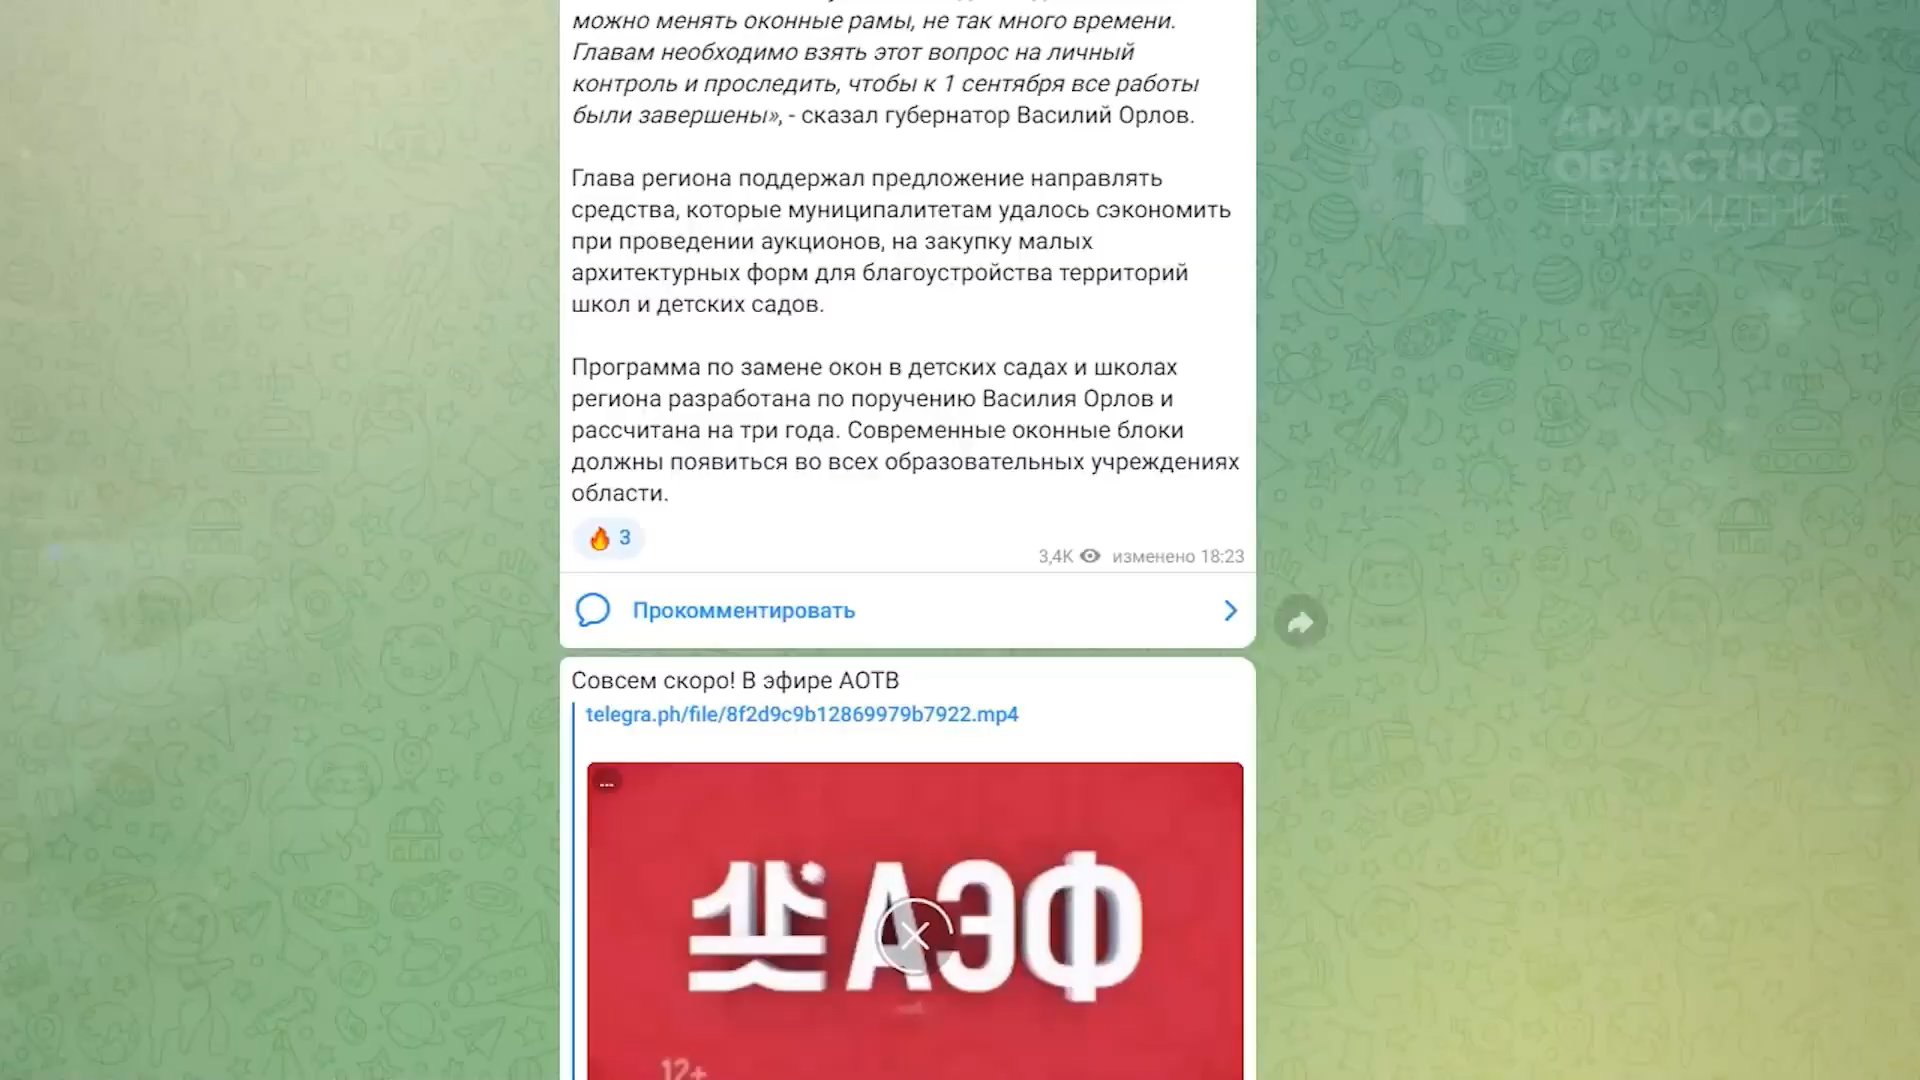 можно менять оконные рамы, не так много времени.
Главам необходимо взять этот вопрос на личный
контроль и проследить, чтобы к 1 сентября все работы
были завершены», - сказал губернатор Василий Орлов.
Глава региона поддержал предложение направлять
средства, которые муниципалитетам удалось сэкономить
при проведении аукционов, на закупку малых
архитектурных форм для благоустройства территорий
школ и детских садов.
Программа по замене окон в детских садах и школах
региона разработана по поручению Василия Орлов и
рассчитана на три года. Современные оконные блоки
должны появиться во всех образовательных учреждениях
области.
3
3,4K изменено 18:23
Прокомментировать
Совсем скоро! В эфире АОТВ
telegra.ph/file/8f2d9c9b12869979b7922.mp4
...
АЭФ
12+
АМУРСКОЕ
ОБЛАСТНОЕ
ТЕЛЕВИДЕНИЕ